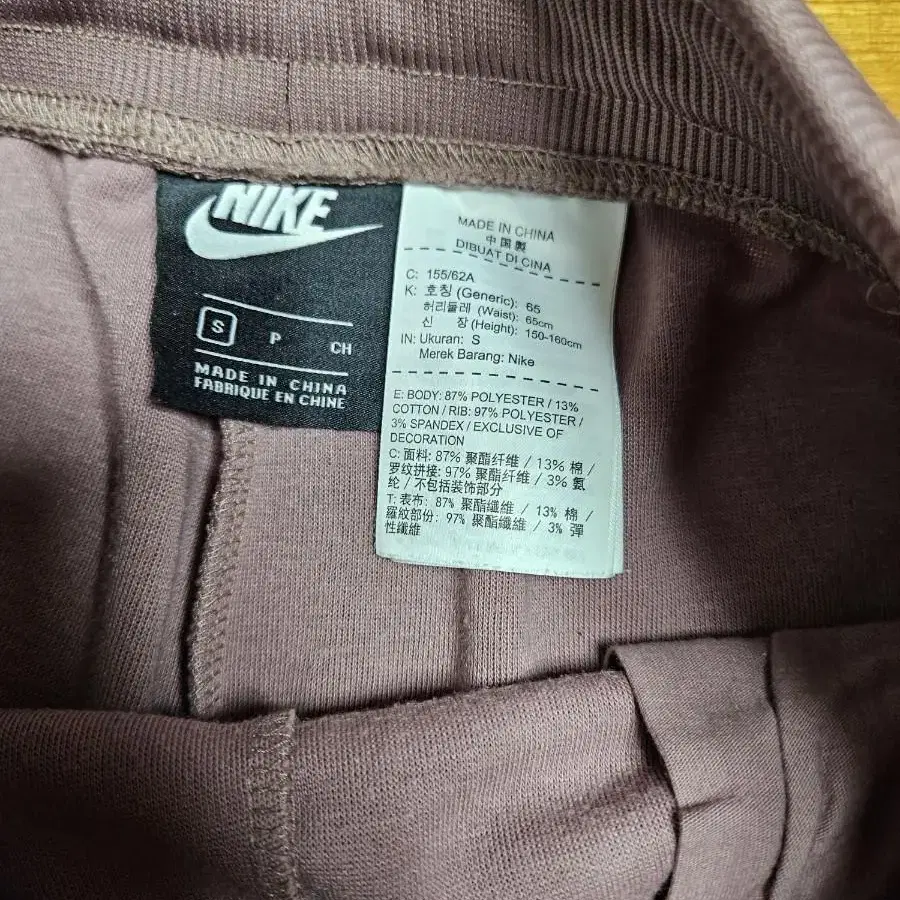 NIKE
S P CH
MADE IN CHINA
FABRIQUE EN CHINE
MADE IN CHINA
中国製
DIBUAT DI CINA
C: 155/62A
K: 호칭 (Generic): 65
허리둘레 (Waist): 65cm
신 장 (Height): 150-160cm
IN: Ukuran: S
Merek Barang: Nike
E: BODY: 87% POLYESTER / 13%
COTTON / RIB: 97% POLYESTER /
3% SPANDEX / EXCLUSIVE OF
DECORATION
C: 面料: 87% 聚酯纤维 / 13% 棉 /
罗纹拼接: 97% 聚酯纤维 / 3% 氨
纶 / 不包括装饰部分
T: 表布: 87% 聚酯纖維 / 13% 棉 /
羅紋部份: 97% 聚酯纖維 / 3% 彈
性纖維